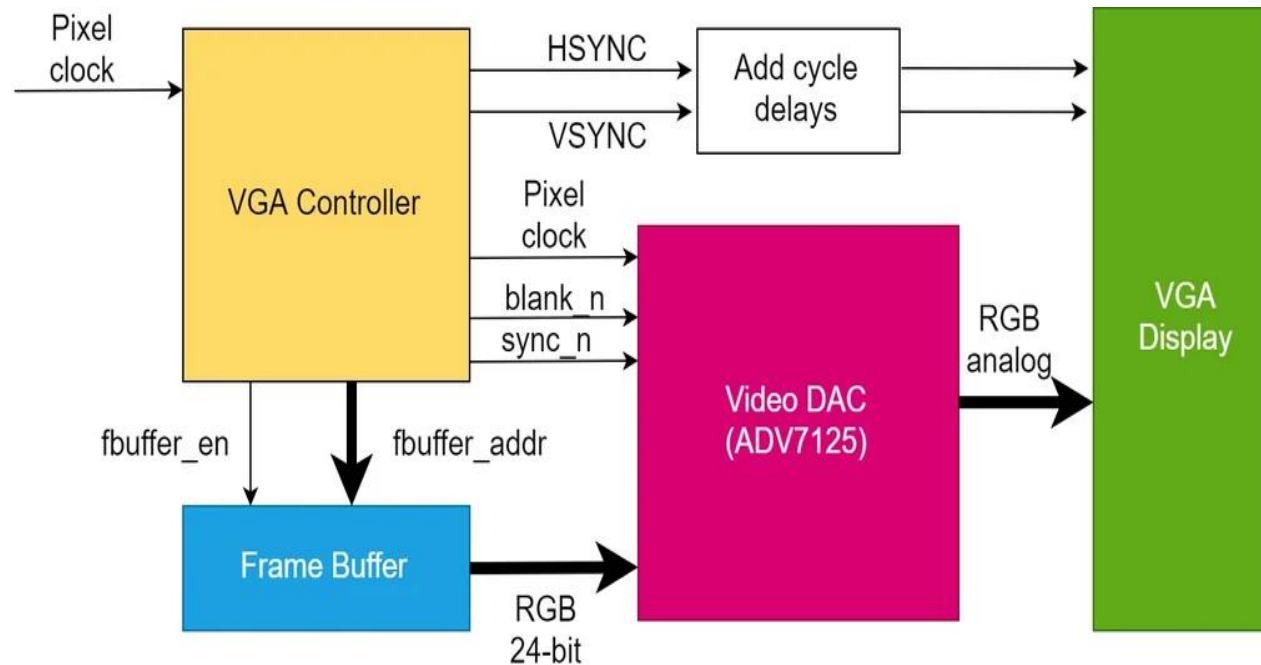 Pixel
clock
VGA Controller
HSYNC
VSYNC
Add cycle
delays
Pixel
clock
blank_n
sync_n
Video DAC
(ADV7125)
RGB
analog
VGA
Display
fbuffer_en
fbuffer_addr
Frame Buffer
RGB
24-bit